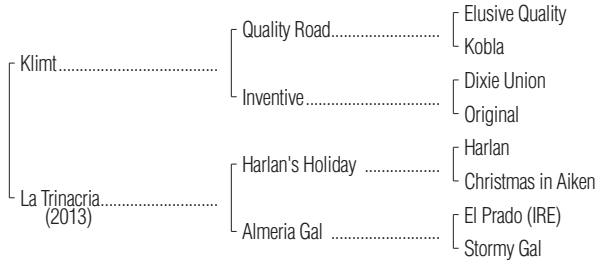 Elusive Quality
Quality Road
Kobla
Klimt
Dixie Union
Inventive
Original
Harlan
Harlan's Holiday
Christmas in Aiken
La Trinacria
(2013)
El Prado (IRE)
Almeria Gal
Stormy Gal